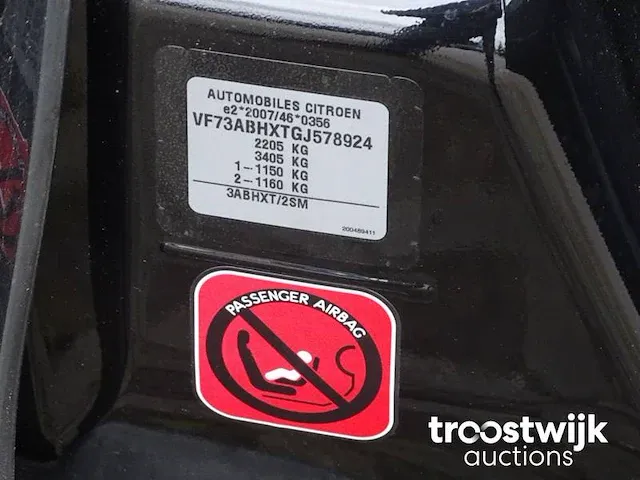 AUTOMOBILES CITROEN
e2*2007/46*0356
VF73ABHXTGJ578924
2205 KG
3405 KG
1-1150 KG
2-1160 KG
3ABHXT/2SM
200489411
PASSENGER AIRBAG
troostwijk
auctions